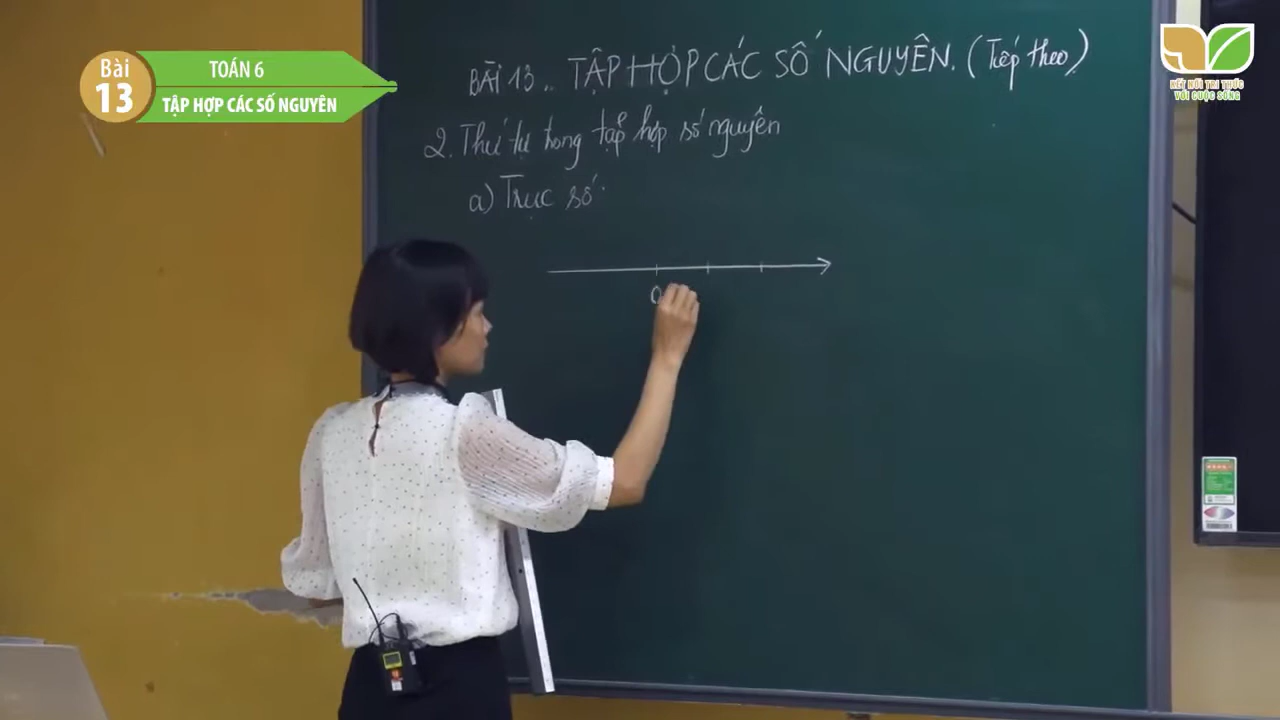 Bài
13
TOÁN 6
TẬP HỢP CÁC SỐ NGUYÊN
KẾT NỐI TRI THỨC
VỚI CUỘC SỐNG
BÀI 13.. TẬP HỢP CÁC SỐ NGUYÊN. (Tiếp theo)
2. Thứ tự trong tập hợp số nguyên
a) Trục số
0